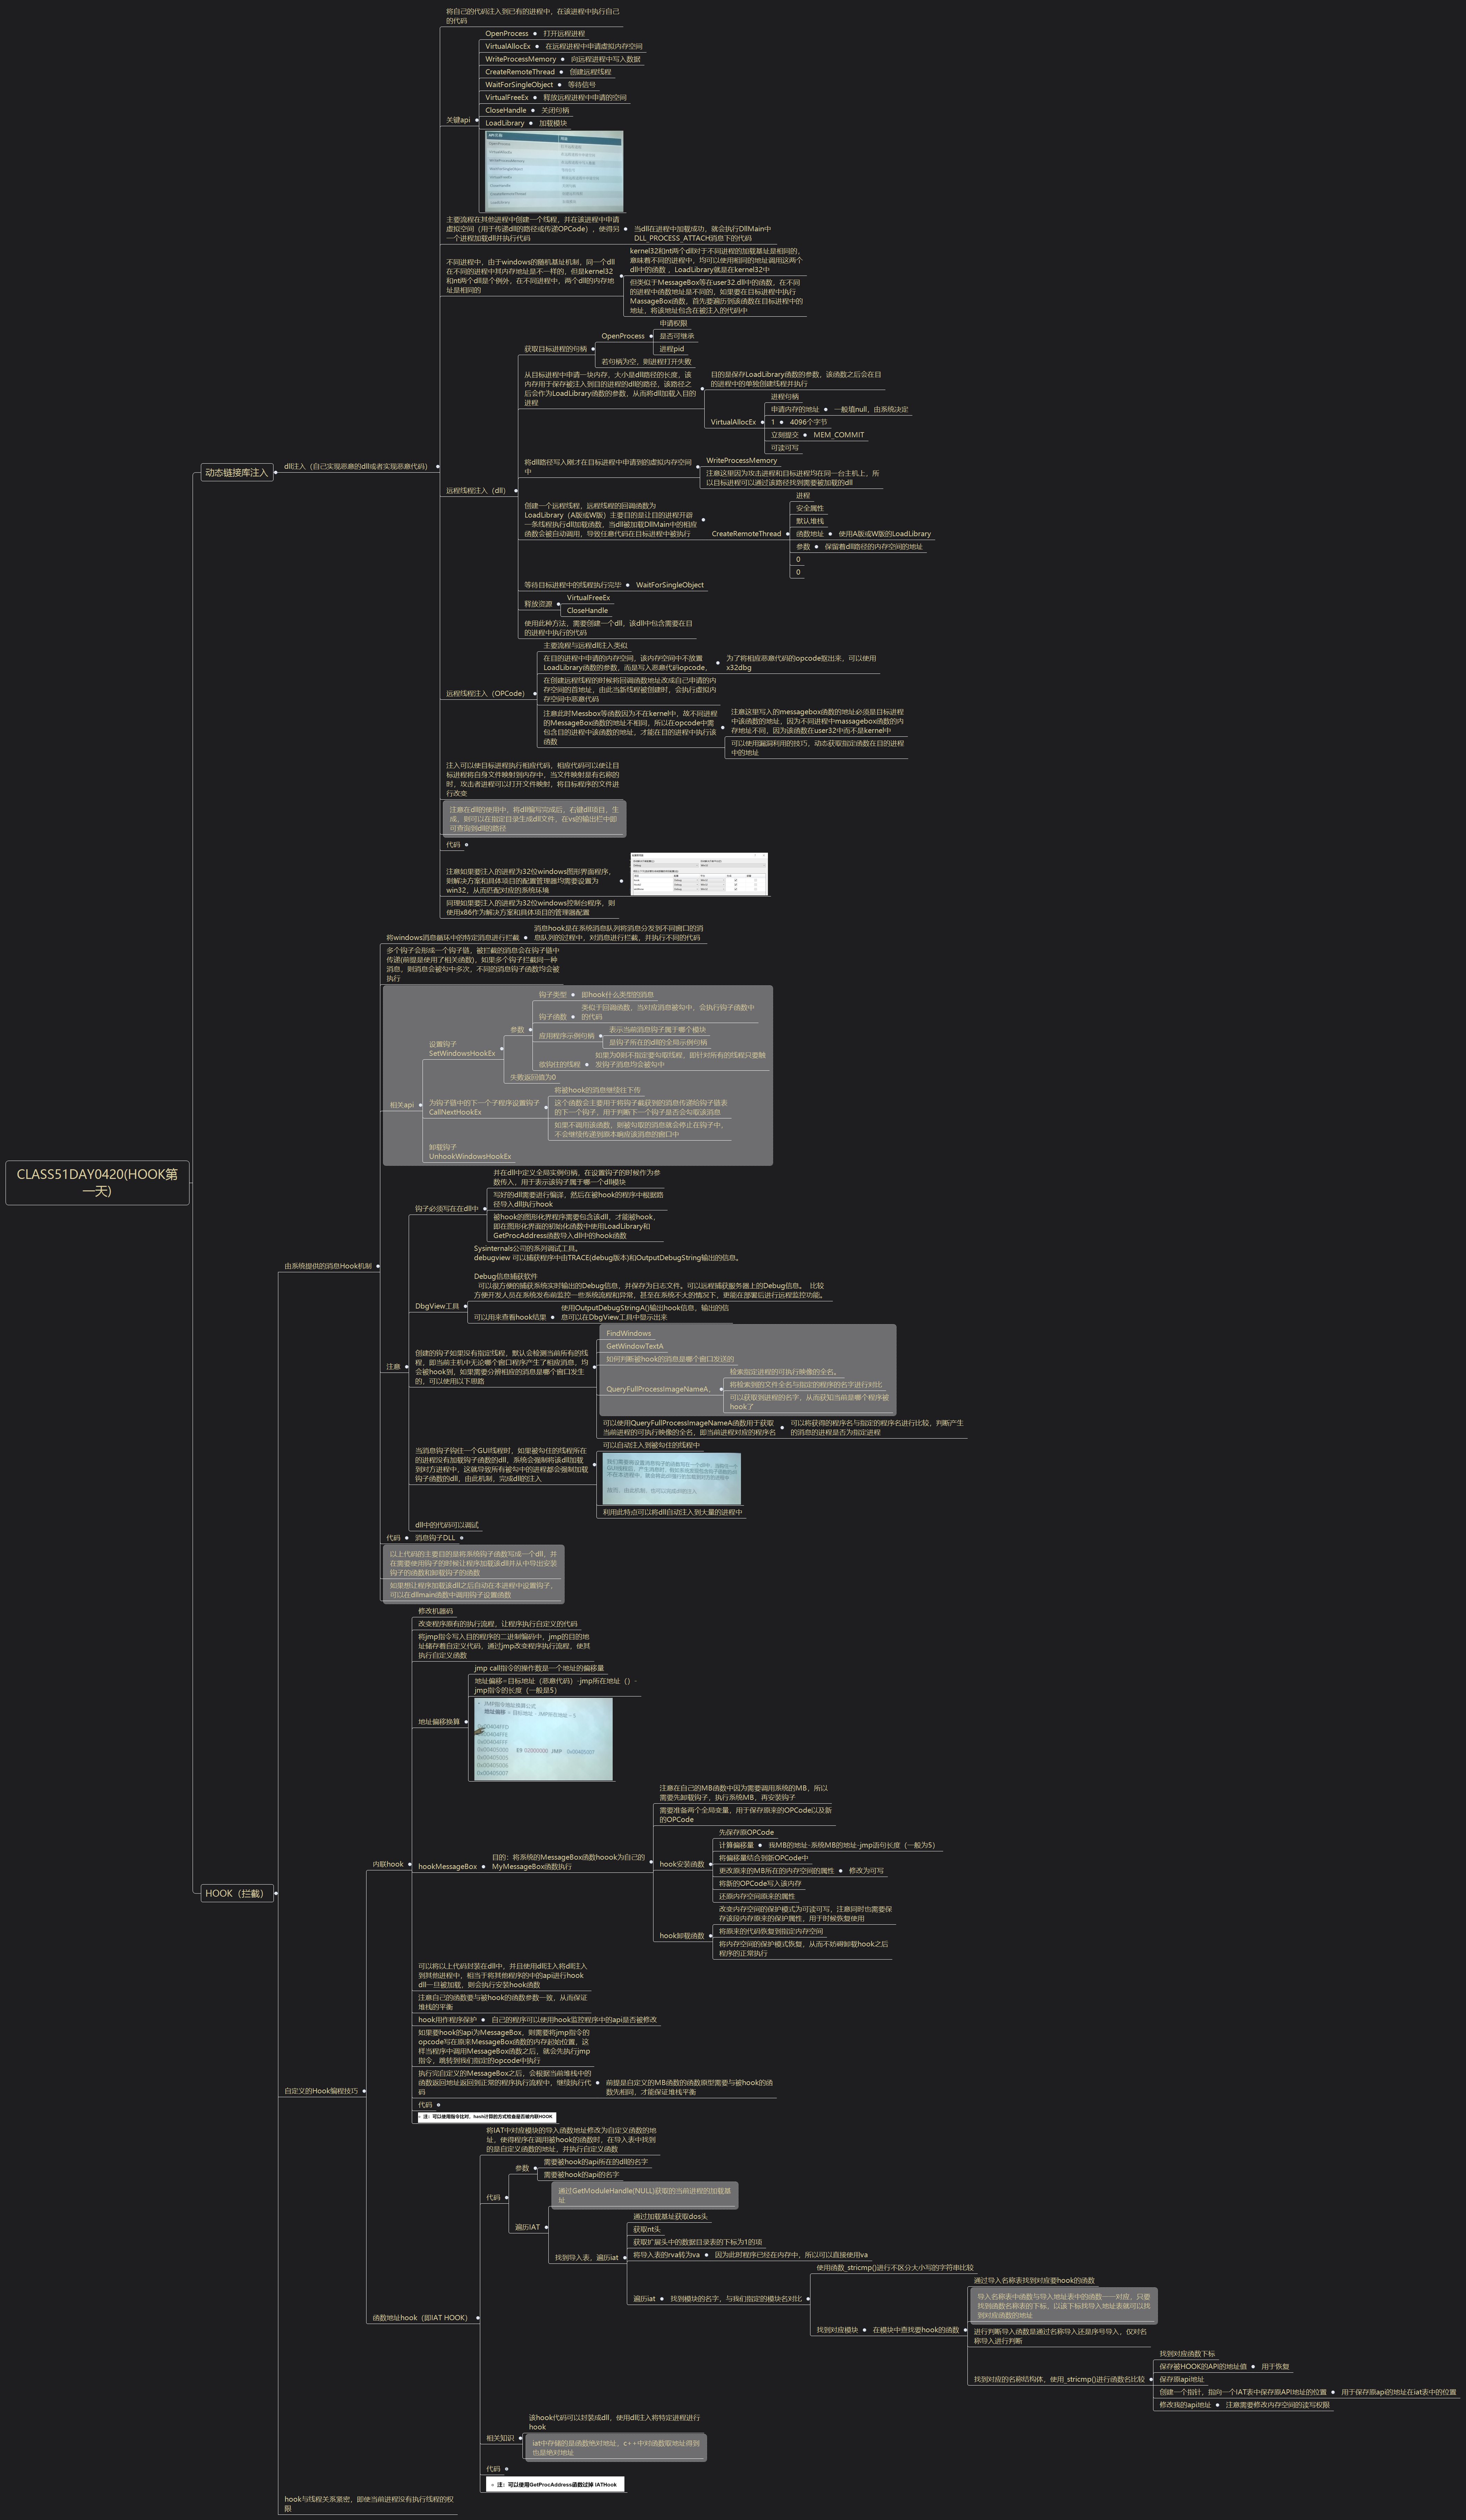 CLASS51DAY0420(HOOK第
一天)
动态链接库注入
dll注入（自己实现恶意的dll或者实现恶意代码）
将自己的代码注入到已有的进程中，在该进程中执行自己
的代码
关键api
OpenProcess
打开远程进程
VirtualAllocEx
在远程进程中申请虚拟内存空间
WriteProcessMemory
向远程进程中写入数据
CreateRemoteThread
创建远程线程
WaitForSingleObject
等待信号
VirtualFreeEx
释放远程进程中申请的空间
CloseHandle
关闭句柄
LoadLibrary
加载模块
主要流程在其他进程中创建一个线程，并在该进程中申请
虚拟空间（用于传递dll的路径或传递OPCode），使得另
一个进程加载dll并执行代码
当dll在进程中加载成功，就会执行DllMain中
DLL_PROCESS_ATTACH消息下的代码
不同进程中，由于windows的随机基址机制，同一个dll
在不同的进程中其内存地址是不一样的，但是kernel32
和nt两个dll是个例外，在不同进程中，两个dll的内存地
址是相同的
kernel32和nt两个dll对于不同进程的加载基址是相同的，
意味着不同的进程中，均可以使用相同的地址调用这两个
dll中的函数 ，LoadLibrary就是在kernel32中
但类似于MessageBox等在user32.dll中的函数，在不同
的进程中函数地址是不同的，如果要在目标进程中执行
MassageBox函数，首先要遍历到该函数在目标进程中的
地址，将该地址包含在被注入的代码中
远程线程注入（dll）
获取目标进程的句柄
OpenProcess
申请权限
是否可继承
进程pid
若句柄为空，则进程打开失败
从目标进程中申请一块内存，大小是dll路径的长度，该
内存用于保存被注入到目的进程的dll的路径，该路径之
后会作为LoadLibrary函数的参数，从而将dll加载入目的
进程
目的是保存LoadLibrary函数的参数，该函数之后会在目
的进程中的单独创建线程并执行
VirtualAllocEx
进程句柄
申请内存的地址
一般填null，由系统决定
1
4096个字节
立刻提交
MEM_COMMIT
可读可写
将dll路径写入刚才在目标进程中申请到的虚拟内存空间
中
WriteProcessMemory
注意这里因为攻击进程和目标进程均在同一台主机上，所
以目标进程可以通过该路径找到需要被加载的dll
创建一个远程线程，远程线程的回调函数为
LoadLibrary（A版或W版）主要目的是让目的进程开辟
一条线程执行dll加载函数，当dll被加载DllMain中的相应
函数会被自动调用，导致任意代码在目标进程中被执行
CreateRemoteThread
进程
安全属性
默认堆栈
函数地址
使用A版或W版的LoadLibrary
参数
保留着dll路径的内存空间的地址
0
0
等待目标进程中的线程执行完毕
WaitForSingleObject
释放资源
VirtualFreeEx
CloseHandle
使用此种方法，需要创建一个dll，该dll中包含需要在目
的进程中执行的代码
远程线程注入（OPCode）
主要流程与远程dll注入类似
在目的进程中申请的内存空间，该内存空间中不放置
LoadLibrary函数的参数，而是写入恶意代码opcode，
为了将相应恶意代码的opcode抠出来，可以使用
x32dbg
在创建远程线程的时候将回调函数地址改成自己申请的内
存空间的首地址，由此当新线程被创建时，会执行虚拟内
存空间中恶意代码
注意此时Messbox等函数因为不在kernel中，故不同进程
的MessageBox函数的地址不相同，所以在opcode中需
包含目的进程中该函数的地址，才能在目的进程中执行该
函数
注意这里写入的messagebox函数的地址必须是目标进程
中该函数的地址，因为不同进程中massagebox函数的内
存地址不同，因为该函数在user32中而不是kernel中
可以使用漏洞利用的技巧，动态获取指定函数在目的进程
中的地址
注入可以使目标进程执行相应代码，相应代码可以使让目
标进程将自身文件映射到内存中，当文件映射是有名称的
时，攻击者进程可以打开文件映射，将目标程序的文件进
行改变
注意在dll的使用中，将dll编写完成后，右键dll项目，生
成，则可以在指定目录生成dll文件，在vs的输出栏中即
可查询到dll的路径
代码
注意如果要注入的进程为32位windows图形界面程序，
则解决方案和具体项目的配置管理器均需要设置为
win32，从而匹配对应的系统环境
同理如果要注入的进程为32位windows控制台程序，则
使用x86作为解决方案和具体项目的管理器配置
HOOK（拦截）
由系统提供的消息Hook机制
将windows消息循环中的特定消息进行拦截
消息hook是在系统消息队列将消息分发到不同窗口的消
息队列的过程中，对消息进行拦截，并执行不同的代码
多个钩子会形成一个钩子链，被拦截的消息会在钩子链中
传递(前提是使用了相关函数)，如果多个钩子拦截同一种
消息，则消息会被勾中多次，不同的消息钩子函数均会被
执行
相关api
设置钩子
SetWindowsHookEx
参数
钩子类型
即hook什么类型的消息
钩子函数
类似于回调函数，当对应消息被勾中，会执行钩子函数中
的代码
应用程序示例句柄
表示当前消息钩子属于哪个模块
是钩子所在的dll的全局示例句柄
欲钩住的线程
如果为0则不指定要勾取线程，即针对所有的线程只要触
发钩子消息均会被勾中
失败返回值为0
为钩子链中的下一个子程序设置钩子
CallNextHookEx
将被hook的消息继续往下传
这个函数会主要用于将钩子截获到的消息传递给钩子链表
的下一个钩子，用于判断下一个钩子是否会勾取该消息
如果不调用该函数，则被勾取的消息就会停止在钩子中，
不会继续传递到原本响应该消息的窗口中
卸载钩子
UnhookWindowsHookEx
注意
钩子必须写在在dll中
并在dll中定义全局实例句柄，在设置钩子的时候作为参
数传入，用于表示该钩子属于哪一个dll模块
写好的dll需要进行编译，然后在被hook的程序中根据路
径导入dll执行hook
被hook的图形化界程序需要包含该dll，才能被hook，
即在图形化界面的初始化函数中使用LoadLibrary和
GetProcAddress函数导入dll中的hook函数
DbgView工具
Sysinternals公司的系列调试工具。
debugview 可以捕获程序中由TRACE(debug版本)和OutputDebugString输出的信息。
Debug信息捕获软件
可以很方便的捕获系统实时输出的Debug信息，并保存为日志文件。可以远程捕获服务器上的Debug信息。 比较
方便开发人员在系统发布前监控一些系统流程和异常，甚至在系统不大的情况下，更能在部署后进行远程监控功能。
可以用来查看hook结果
使用OutputDebugStringA()输出hook信息，输出的信
息可以在DbgView工具中显示出来
创建的钩子如果没有指定线程，默认会检测当前所有的线
程，即当前主机中无论哪个窗口程序产生了相应消息，均
会被hook到，如果需要分辨相应的消息是哪个窗口发生
的，可以使用以下思路
FindWindows
GetWindowTextA
如何判断被hook的消息是哪个窗口发送的
QueryFullProcessImageNameA，
检索指定进程的可执行映像的全名。
将检索到的文件全名与指定的程序的名字进行对比
可以获取到进程的名字，从而获知当前是哪个程序被
hook了
可以使用QueryFullProcessImageNameA函数用于获取
当前进程的可执行映像的全名，即当前进程对应的程序名
可以将获得的程序名与指定的程序名进行比较，判断产生
的消息的进程是否为指定进程
当消息钩子钩住一个GUI线程时，如果被勾住的线程所在
的进程没有加载钩子函数的dll，系统会强制将该dll加载
到对方进程中，这就导致所有被勾中的进程都会强制加载
钩子函数的dll，由此机制，完成dll的注入
可以自动注入到被勾住的线程中
利用此特点可以将dll自动注入到大量的进程中
dll中的代码可以调试
代码
消息钩子DLL
以上代码的主要目的是将系统钩子函数写成一个dll，并
在需要使用钩子的时候让程序加载该dll并从中导出安装
钩子的函数和卸载钩子的函数
如果想让程序加载该dll之后自动在本进程中设置钩子，
可以在dllmain函数中调用钩子设置函数
自定义的Hook编程技巧
内联hook
修改机器码
改变程序原有的执行流程，让程序执行自定义的代码
将jmp指令写入目的程序的二进制编码中，jmp的目的地
址储存着自定义代码，通过jmp改变程序执行流程，使其
执行自定义函数
地址偏移换算
jmp call指令的操作数是一个地址的偏移量
地址偏移=目标地址（恶意代码）-jmp所在地址（）-
jmp指令的长度（一般是5）
JMP指令地址换算公式
地址偏移 = 目标地址 - JMP所在地址 - 5
0x00405000 E9 02000000 JMP 0x00405007
0x00405005
0x00405006
0x00405007
hookMessageBox
目的：将系统的MessageBox函数hoook为自己的
MyMessageBox函数执行
注意在自己的MB函数中因为需要调用系统的MB，所以
需要先卸载钩子，执行系统MB，再安装钩子
需要准备两个全局变量，用于保存原来的OPCode以及新
的OPCode
hook安装函数
先保存原OPCode
计算偏移量
我MB的地址-系统MB的地址-jmp语句长度（一般为5）
将偏移量结合到新OPCode中
更改原来的MB所在的内存空间的属性
修改为可写
将新的OPCode写入该内存
还原内存空间原来的属性
hook卸载函数
改变内存空间的保护模式为可读可写，注意同时也需要保
存该段内存原来的保护属性，用于时候恢复使用
将原来的代码恢复到指定内存空间
将内存空间的保护模式恢复，从而不妨碍卸载hook之后
程序的正常执行
可以将以上代码封装在dll中，并且使用dll注入将dll注入
到其他进程中，相当于将其他程序的中的api进行hook
dll一旦被加载，则会执行安装hook函数
注意自己的函数要与被hook的函数参数一致，从而保证
堆栈的平衡
hook用作程序保护
自己的程序可以使用hook监控程序中的api是否被修改
如果要hook的api为MessageBox，则需要将jmp指令的
opcode写在原来MessageBox函数的内存起始位置，这
样当程序中调用MessageBox函数之后，就会先执行jmp
指令，跳转到我们指定的opcode中执行
执行完自定义的MessageBox之后，会根据当前堆栈中的
函数返回地址返回到正常的程序执行流程中，继续执行代
码
前提是自定义的MB函数的函数原型需要与被hook的函
数先相同，才能保证堆栈平衡
代码
注：可以使用指令比对、hash计算的方式检查是否被内联HOOK
函数地址hook（即IAT HOOK）
将IAT中对应模块的导入函数地址修改为自定义函数的地
址，使得程序在调用被hook的函数时，在导入表中找到
的是自定义函数的地址，并执行自定义函数
代码
参数
需要被hook的api所在的dll的名字
需要被hook的api的名字
遍历IAT
通过GetModuleHandle(NULL)获取的当前进程的加载基
址
找到导入表，遍历iat
通过加载基址获取dos头
获取nt头
获取扩展头中的数据目录表的下标为1的项
将导入表的rva转为va
因为此时程序已经在内存中，所以可以直接使用va
遍历iat
找到模块的名字，与我们指定的模块名对比
使用函数_stricmp()进行不区分大小写的字符串比较
找到对应模块
在模块中查找要hook的函数
通过导入名称表找到对应要hook的函数
导入名称表中函数与导入地址表中的函数一一对应，只要
找到函数名称表的下标，以该下标找导入地址表就可以找
到对应函数的地址
进行判断导入函数是通过名称导入还是序号导入，仅对名
称导入进行判断
找到对应的名称结构体，使用_stricmp()进行函数名比较
找到对应函数下标
保存被HOOK的API的地址值
用于恢复
保存原api地址
创建一个指针，指向一个IAT表中保存原API地址的位置
用于保存原api的地址在iat表中的位置
修改我的api地址
注意需要修改内存空间的读写权限
相关知识
该hook代码可以封装成dll，使用dll注入将特定进程进行
hook
iat中存储的是函数绝对地址，c++中对函数取地址得到
也是绝对地址
代码
注：可以使用GetProcAddress函数过掉 IATHook
hook与线程关系紧密，即使当前进程没有执行线程的权
限